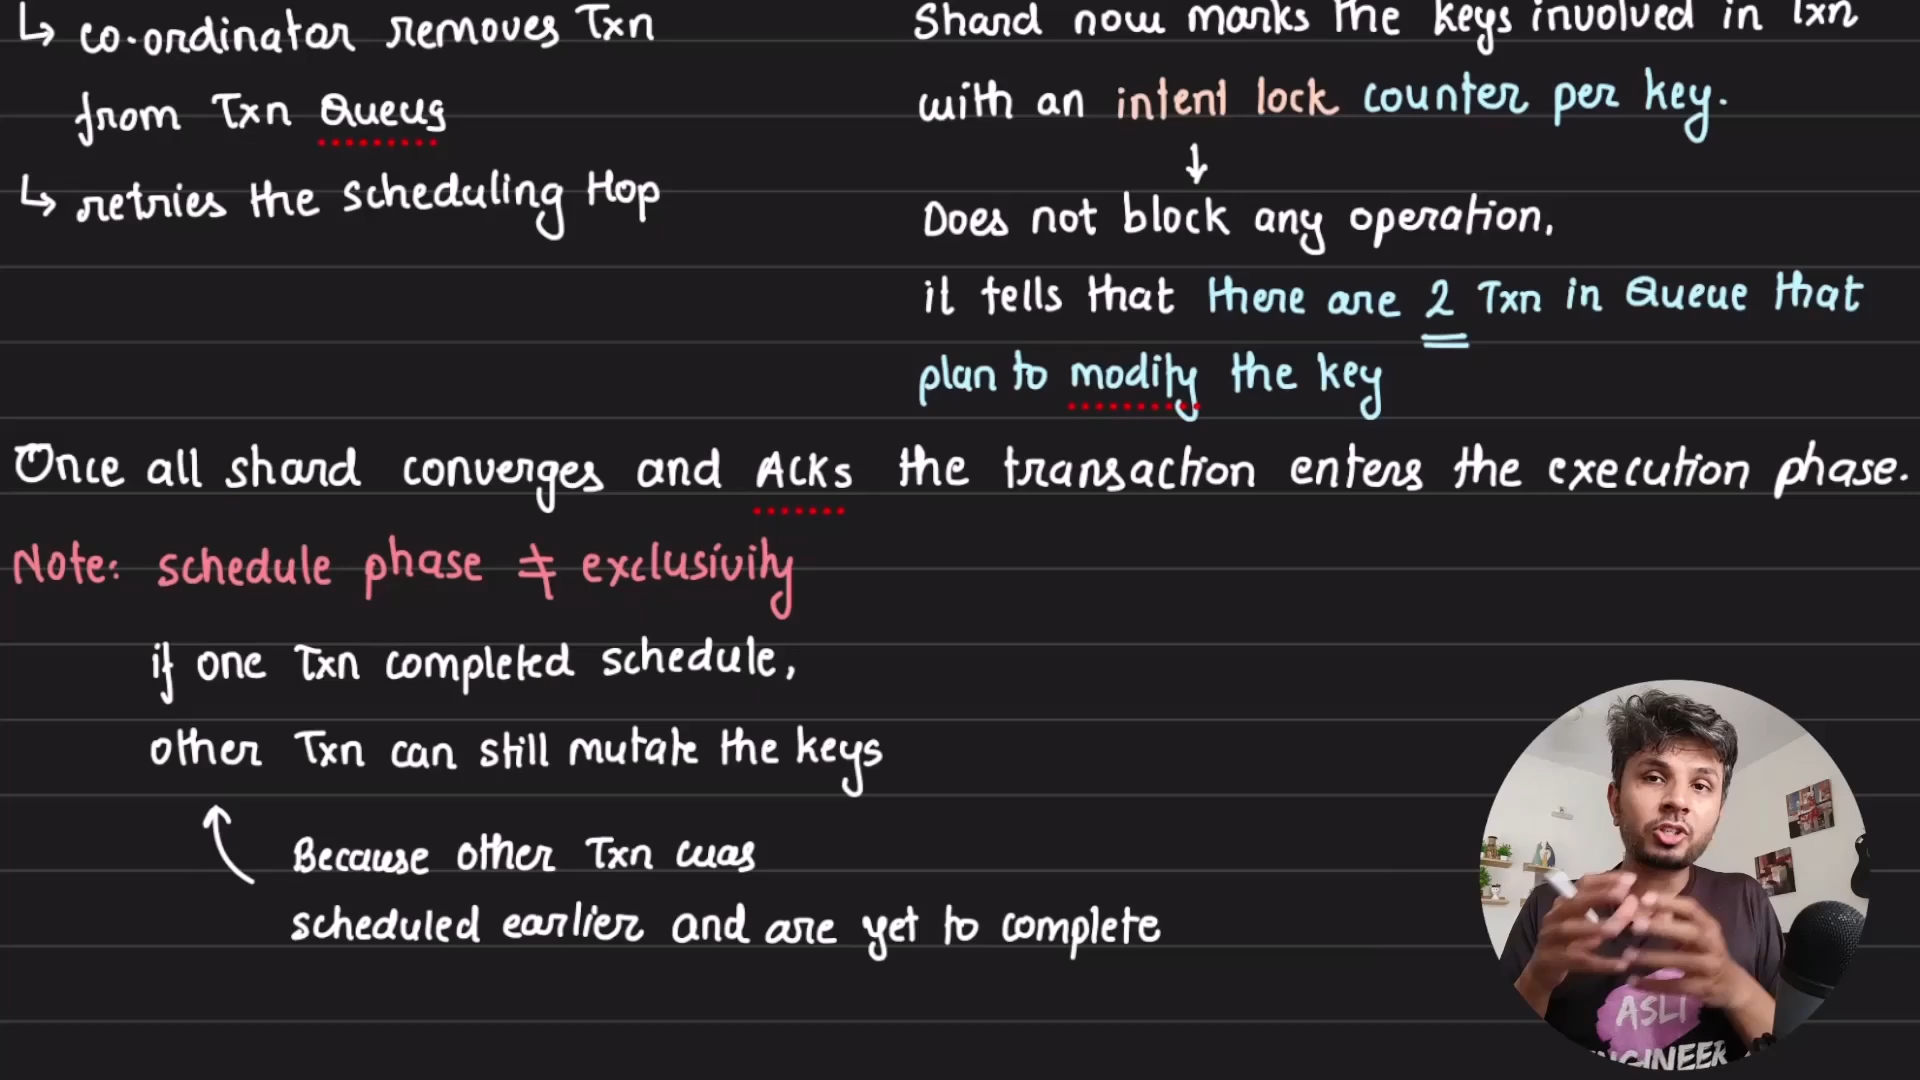 ↳ co-ordinator removes Txn
from Txn Queue
↳ retries the scheduling Hop
Shard now marks the keys involved in Txn
with an intent lock counter per key.
↓
Does not block any operation,
it tells that there are 2 Txn in Queue that
plan to modify the key
Once all shard converges and Acks the transaction enters the execution phase.
Note: schedule phase ≠ exclusivity
if one Txn completed schedule,
other Txn can still mutate the keys
Because other Txn was
scheduled earlier and are yet to complete
ASLI
ENGINEER